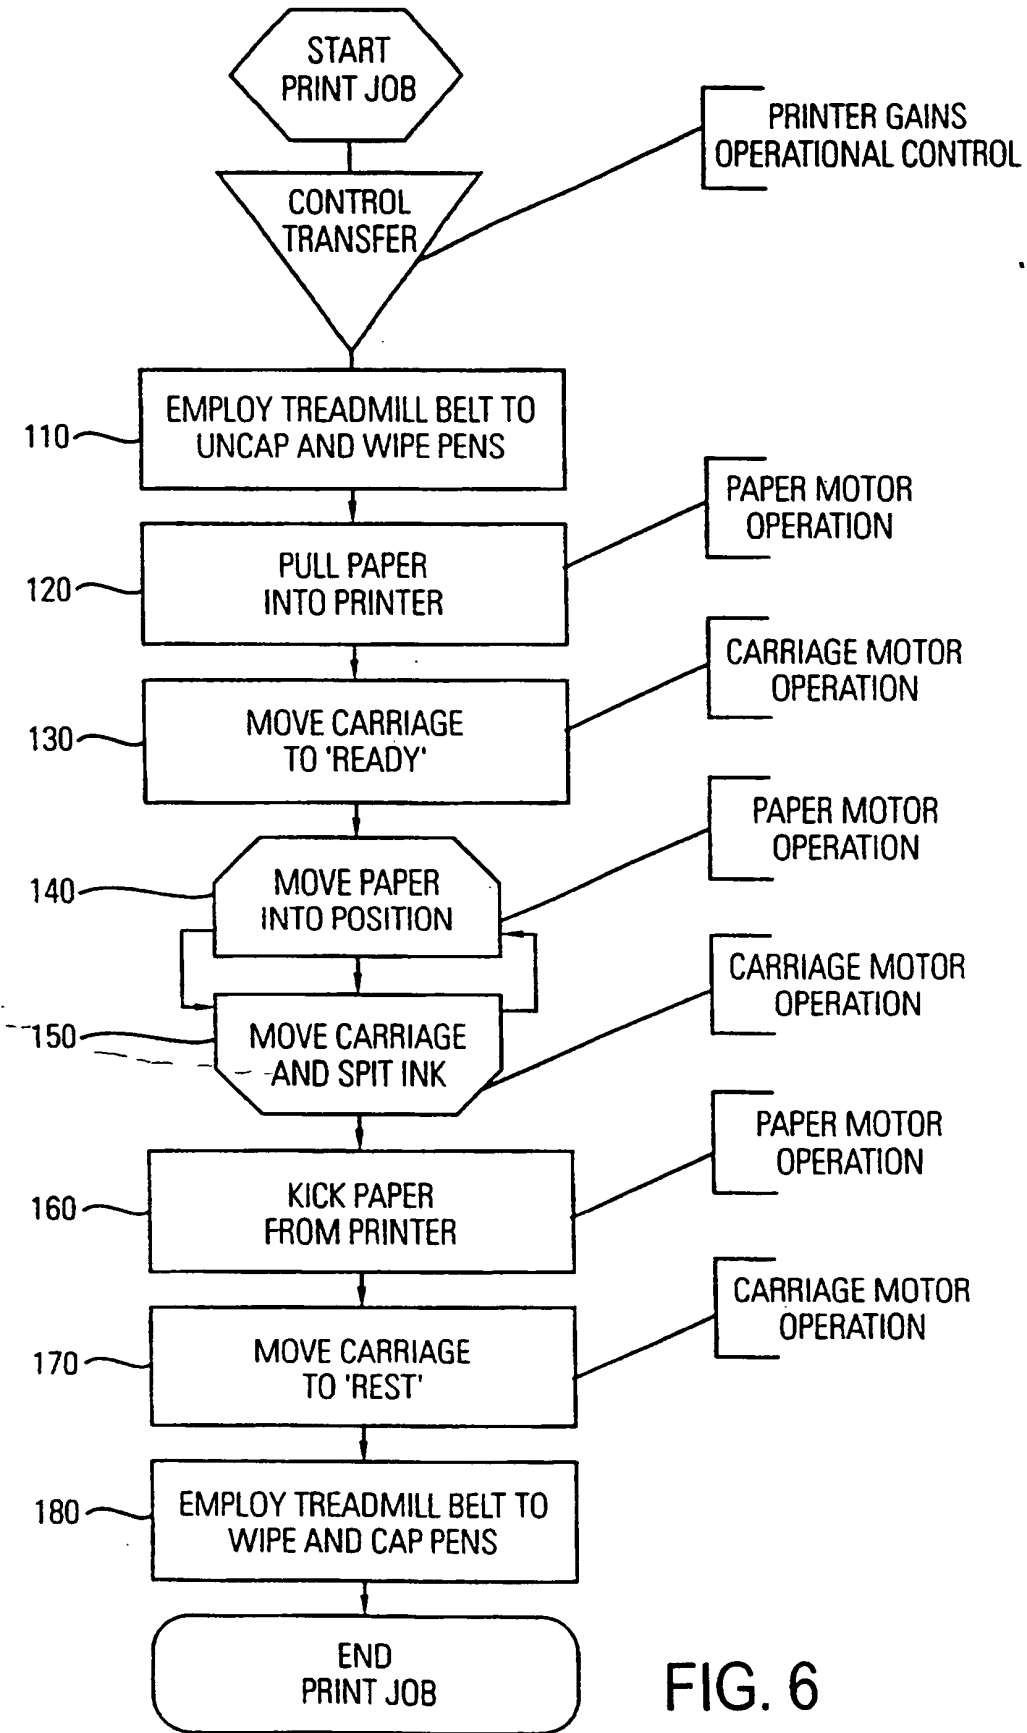 START
PRINT JOB
PRINTER GAINS
OPERATIONAL CONTROL
CONTROL
TRANSFER
110
EMPLOY TREADMILL BELT TO
UNCAP AND WIPE PENS
PAPER MOTOR
OPERATION
120
PULL PAPER
INTO PRINTER
CARRIAGE MOTOR
OPERATION
130
MOVE CARRIAGE
TO 'READY'
PAPER MOTOR
OPERATION
140
MOVE PAPER
INTO POSITION
CARRIAGE MOTOR
OPERATION
150
MOVE CARRIAGE
AND SPIT INK
PAPER MOTOR
OPERATION
160
KICK PAPER
FROM PRINTER
CARRIAGE MOTOR
OPERATION
170
MOVE CARRIAGE
TO 'REST'
180
EMPLOY TREADMILL BELT TO
WIPE AND CAP PENS
END
PRINT JOB
FIG. 6